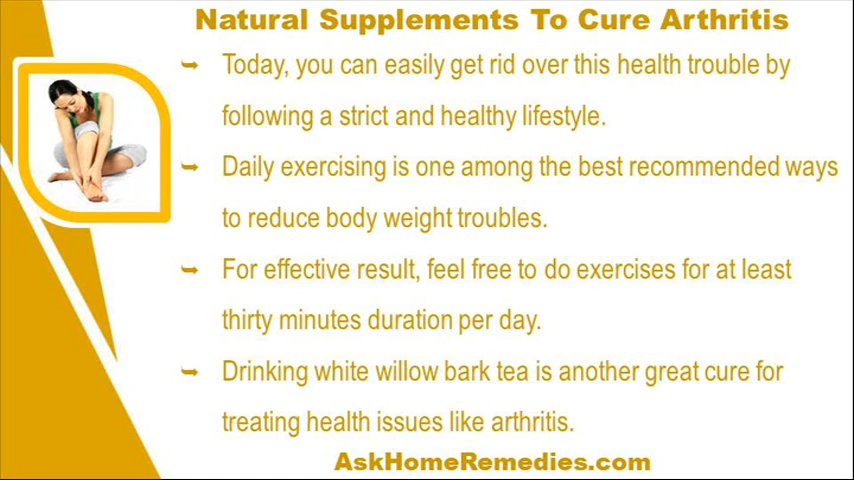 Natural Supplements To Cure Arthritis
Today, you can easily get rid over this health trouble by
following a strict and healthy lifestyle.
Daily exercising is one among the best recommended ways
to reduce body weight troubles.
For effective result, feel free to do exercises for at least
thirty minutes duration per day.
Drinking white willow bark tea is another great cure for
treating health issues like arthritis.
AskHomeRemedies.com